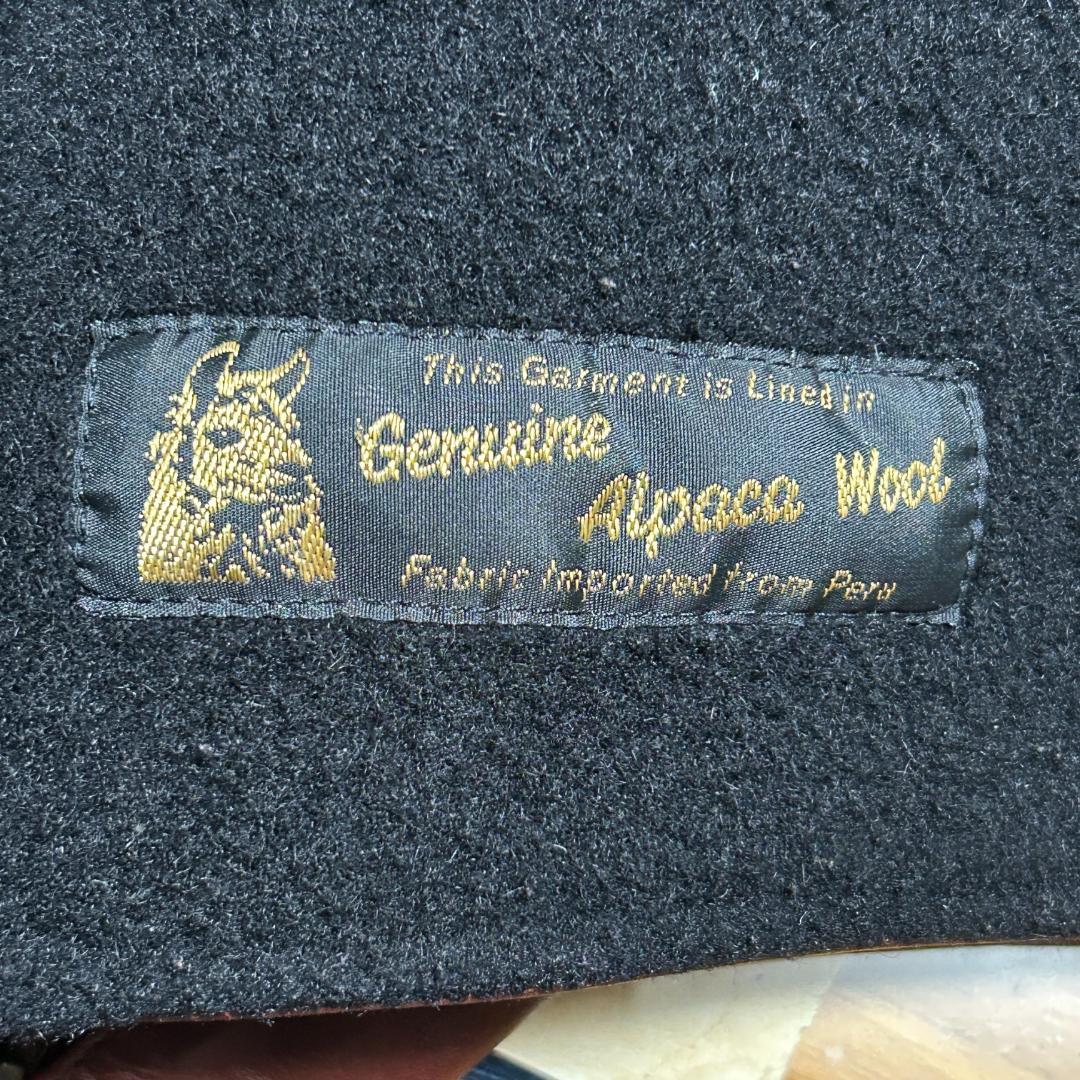 This Garment is Lined in
Genuine
Alpaca Wool
Fabric Imported from Peru